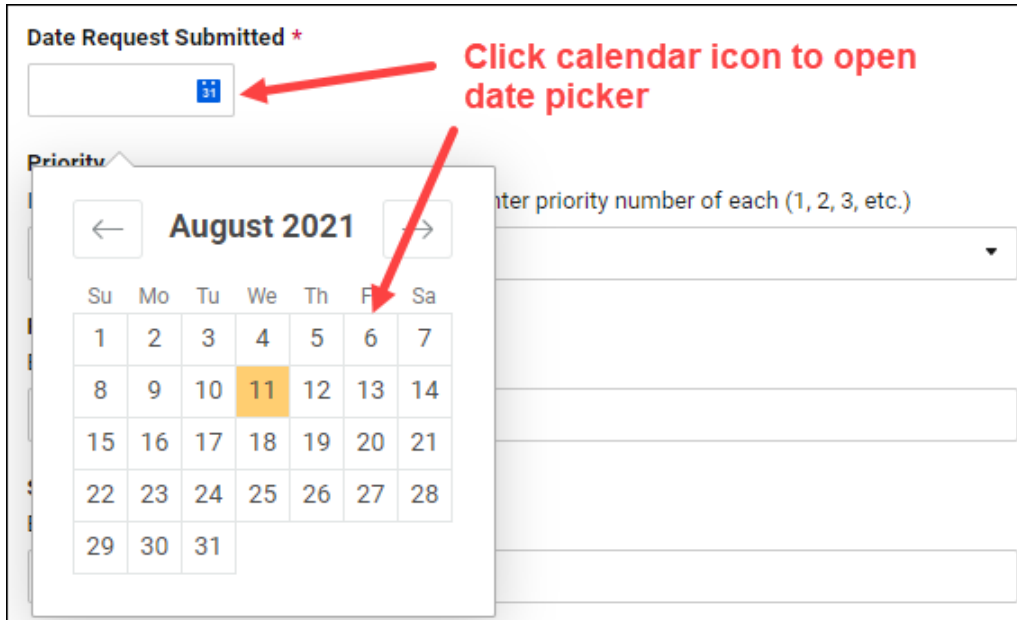 Date Request Submitted *
Click calendar icon to open
date picker
31
Priority
priority number of each (1, 2, 3, etc.)
August 2021
Su Mo Tu We Th Sa
1 2 3 4 5 6 7
8 9 10 11 12 13 14
15 16 17 18 19 20 21
22 23 24 25 26 27 28
29 30 31